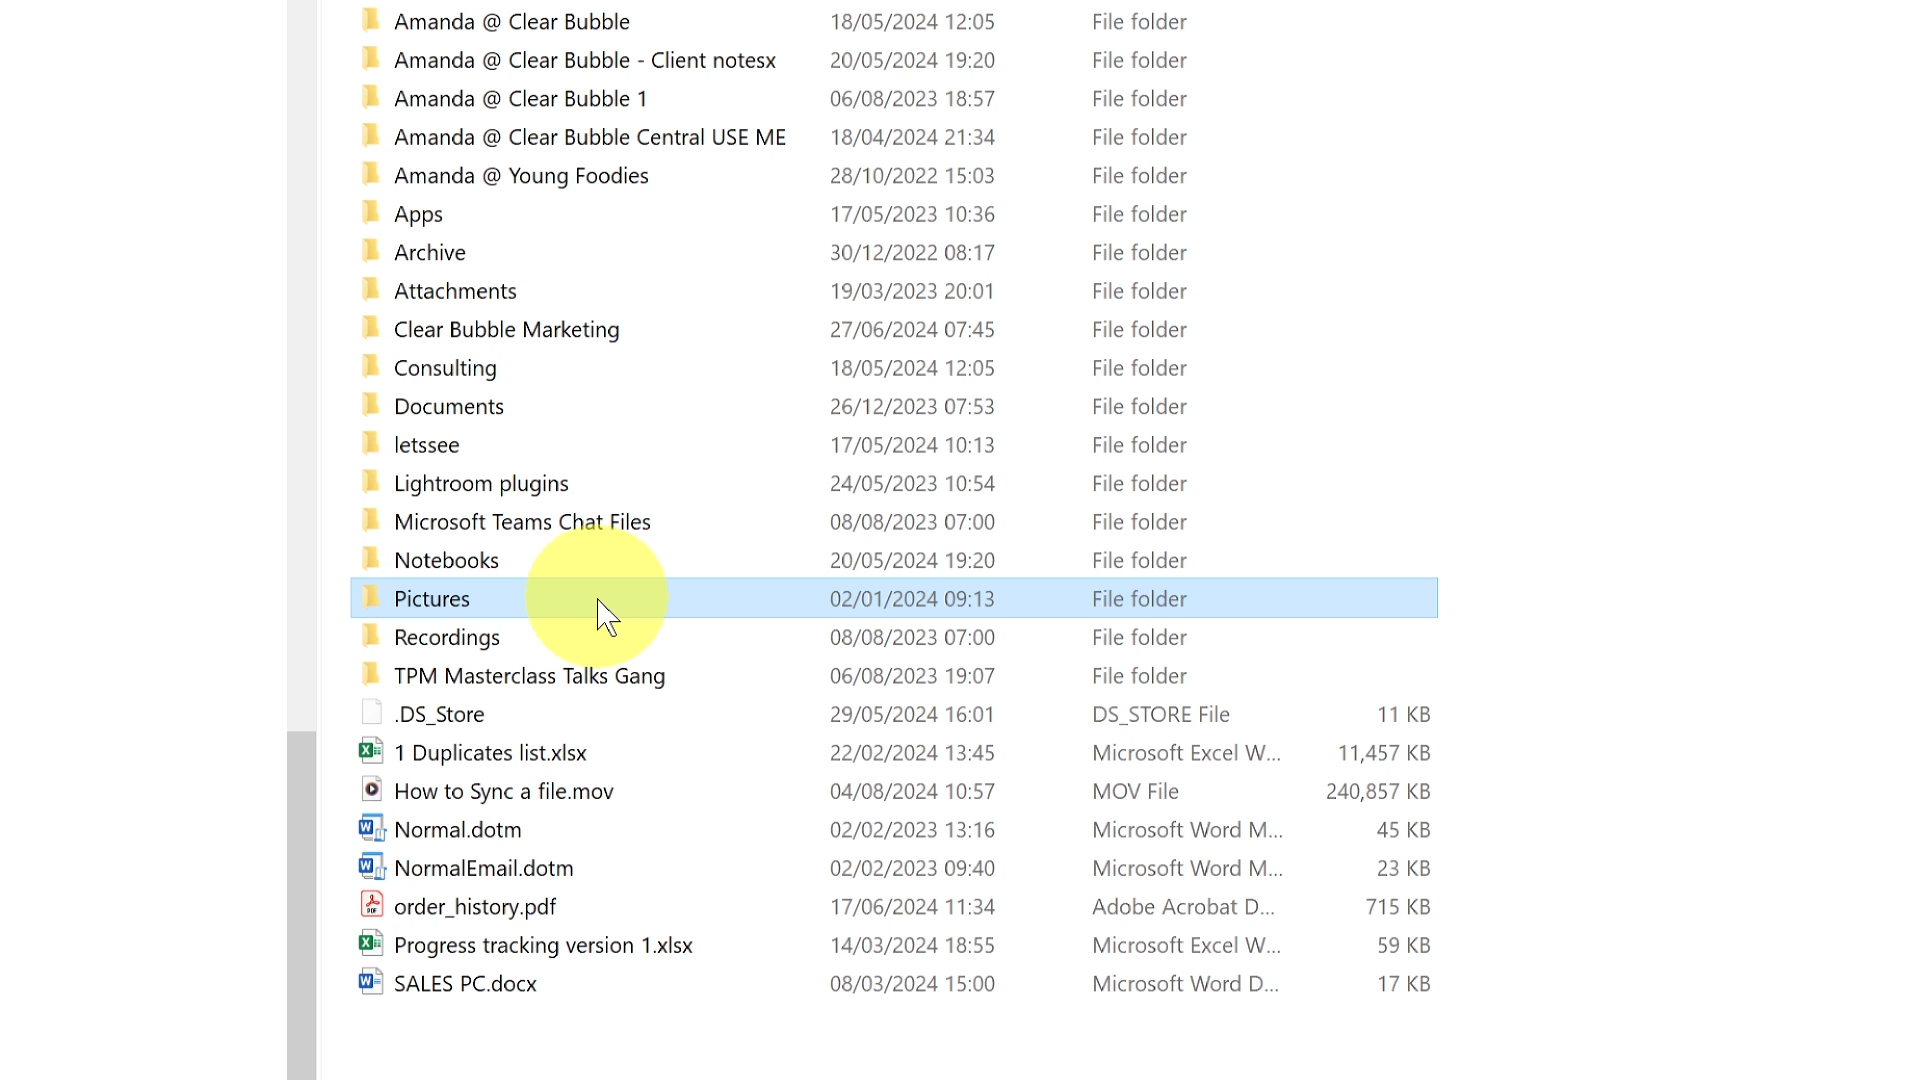 Amanda @ Clear Bubble 18/05/2024 12:05 File folder
Amanda @ Clear Bubble - Client notesx 20/05/2024 19:20 File folder
Amanda @ Clear Bubble 1 06/08/2023 18:57 File folder
Amanda @ Clear Bubble Central USE ME 18/04/2024 21:34 File folder
Amanda @ Young Foodies 28/10/2022 15:03 File folder
Apps 17/05/2023 10:36 File folder
Archive 30/12/2022 08:17 File folder
Attachments 19/03/2023 20:01 File folder
Clear Bubble Marketing 27/06/2024 07:45 File folder
Consulting 18/05/2024 12:05 File folder
Documents 26/12/2023 07:53 File folder
letssee 17/05/2024 10:13 File folder
Lightroom plugins 24/05/2023 10:54 File folder
Microsoft Teams Chat Files 08/08/2023 07:00 File folder
Notebooks 20/05/2024 19:20 File folder
Pictures 02/01/2024 09:13 File folder
Recordings 08/08/2023 07:00 File folder
TPM Masterclass Talks Gang 06/08/2023 19:07 File folder
.DS_Store 29/05/2024 16:01 DS_STORE File 11 KB
1 Duplicates list.xlsx 22/02/2024 13:45 Microsoft Excel W... 11,457 KB
How to Sync a file.mov 04/08/2024 10:57 MOV File 240,857 KB
Normal.dotm 02/02/2023 13:16 Microsoft Word M... 45 KB
NormalEmail.dotm 02/02/2023 09:40 Microsoft Word M... 23 KB
order_history.pdf 17/06/2024 11:34 Adobe Acrobat D... 715 KB
Progress tracking version 1.xlsx 14/03/2024 18:55 Microsoft Excel W... 59 KB
SALES PC.docx 08/03/2024 15:00 Microsoft Word D... 17 KB